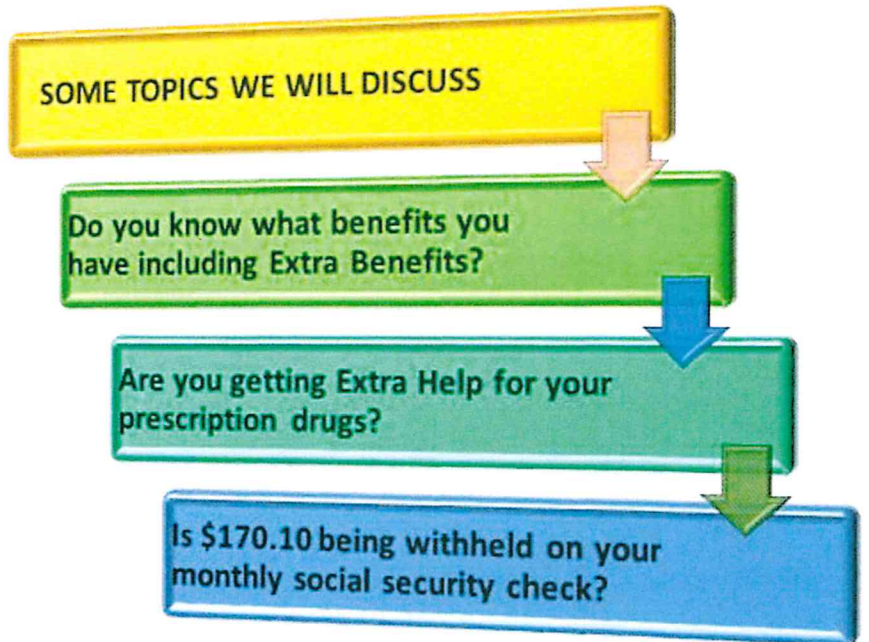 SOME TOPICS WE WILL DISCUSS
Do you know what benefits you
have including Extra Benefits?
Are you getting Extra Help for your
prescription drugs?
Is $170.10 being withheld on your
monthly social security check?